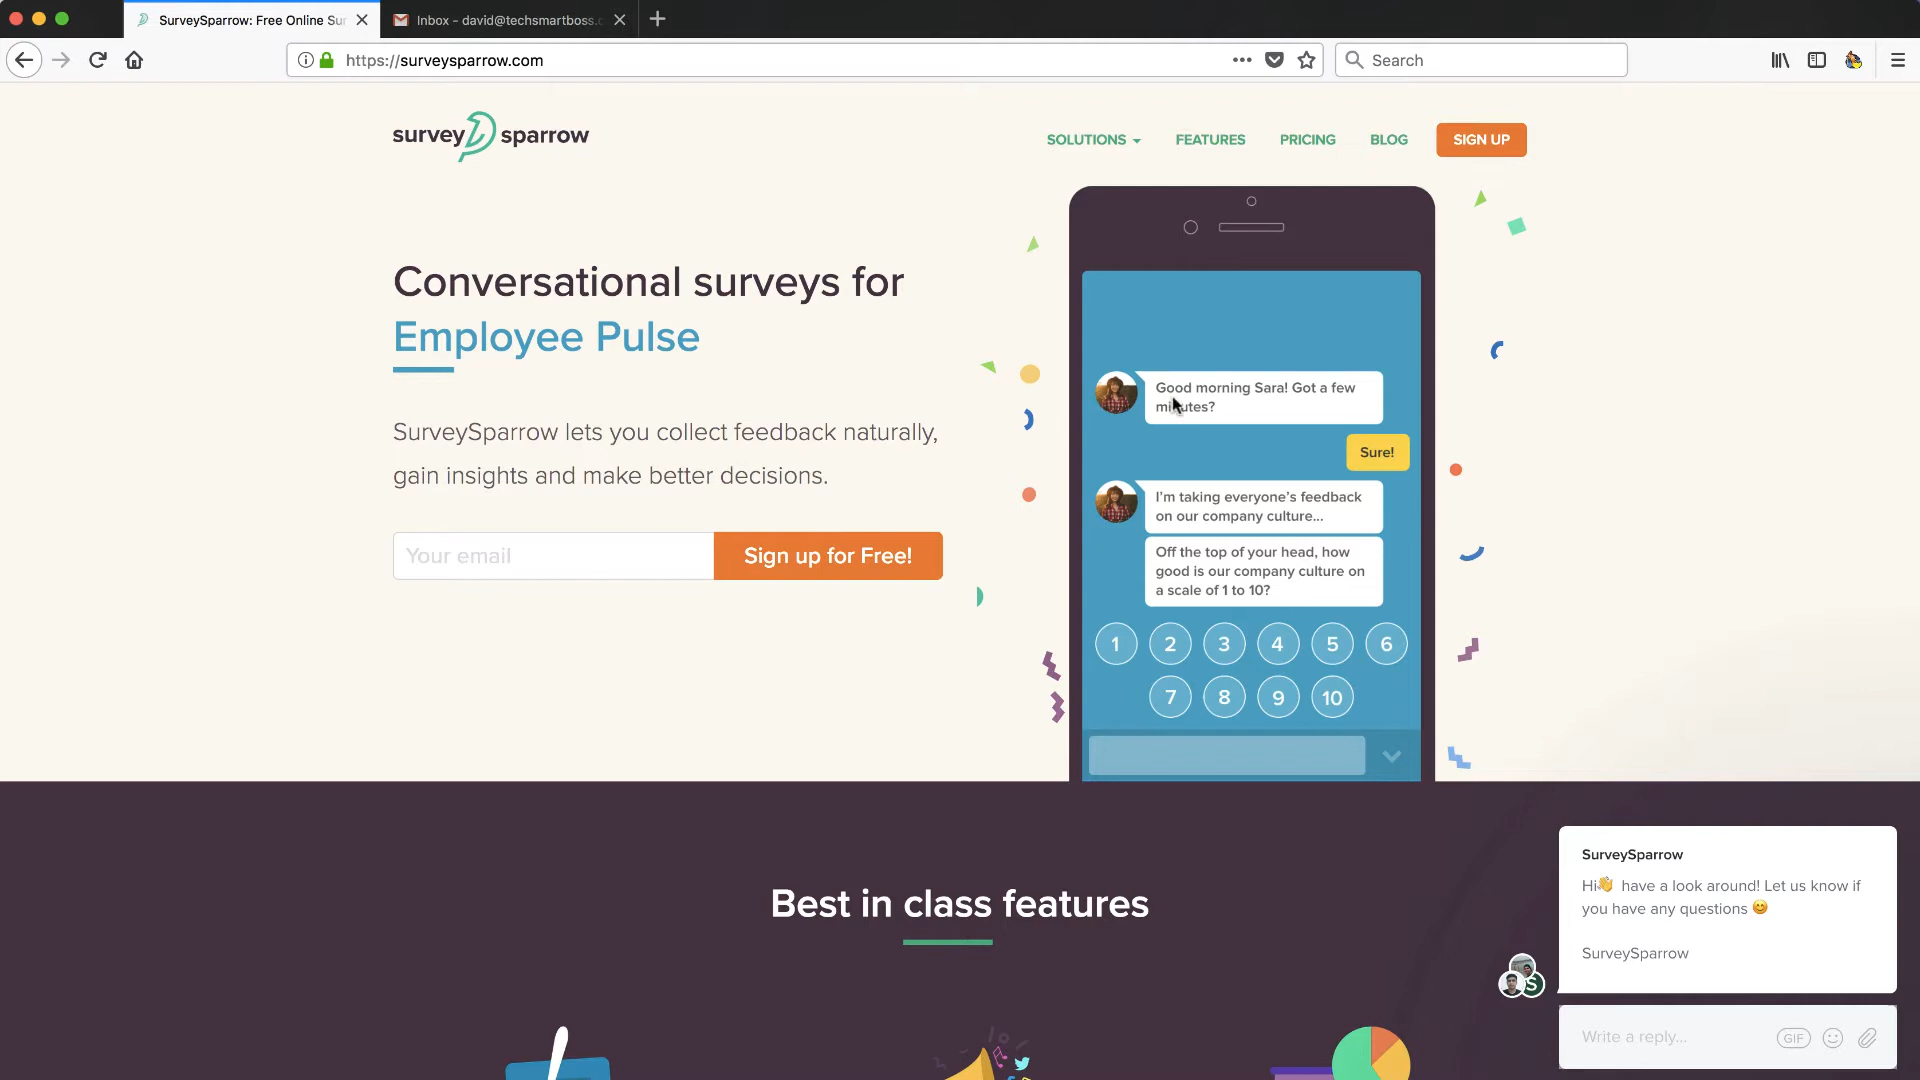 SurveySparrow: Free Online Sur
Inbox - david@techsmartboss.c
https://surveysparrow.com
Search
survey sparrow
SOLUTIONS
FEATURES
PRICING
BLOG
SIGN UP
Conversational surveys for
Employee Pulse
SurveySparrow lets you collect feedback naturally,
gain insights and make better decisions.
Your email
Sign up for Free!
Good morning Sara! Got a few
minutes?
Sure!
I'm taking everyone's feedback
on our company culture...
Off the top of your head, how
good is our company culture on
a scale of 1 to 10?
1 2 3 4 5 6
7 8 9 10
Best in class features
SurveySparrow
Hi👋 have a look around! Let us know if
you have any questions 😊
SurveySparrow
S
Write a reply...
GIF